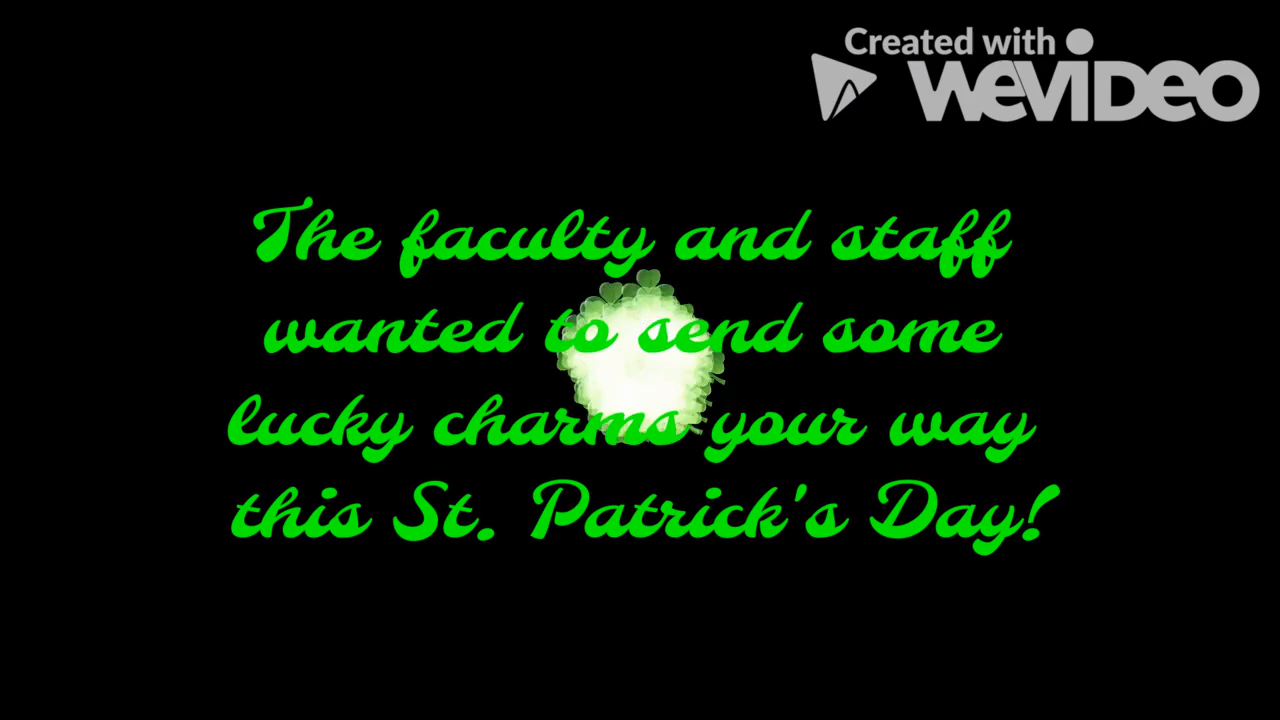 Created with
WEVIDEO
The faculty and staff
wanted to send some
lucky charms your way
this St. Patrick's Day!